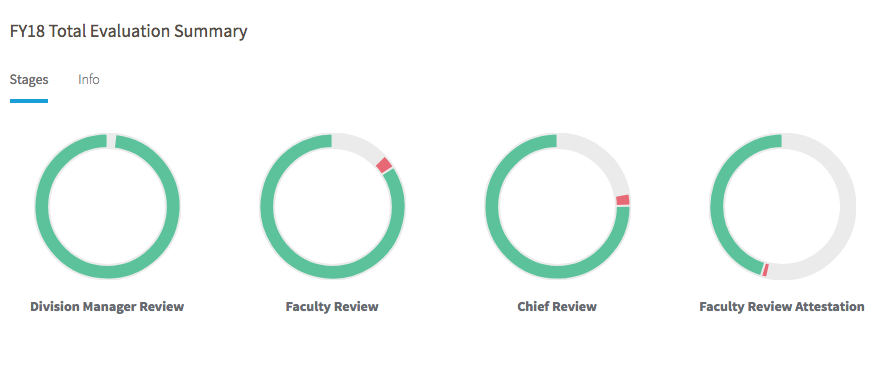 FY18 Total Evaluation Summary
Stages Info
Division Manager Review Faculty Review Chief Review Faculty Review Attestation